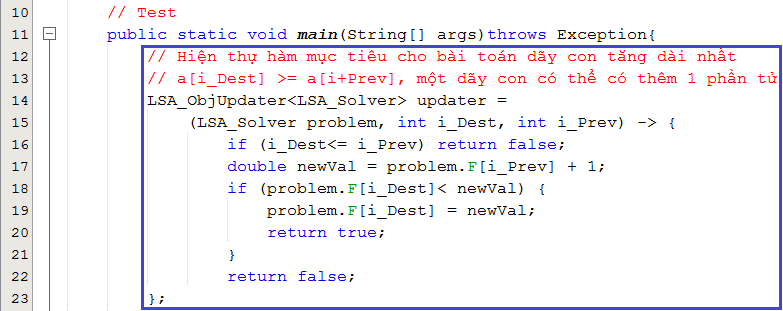 10 // Test
11 public static void main(String[] args)throws Exception{
12 // Hiện thự hàm mục tiêu cho bài toán dãy con tăng dài nhất
13 // a[i_Dest] >= a[i+Prev], một dãy con có thể có thêm 1 phần tử
14 LSA_ObjUpdater<LSA_Solver> updater =
15 (LSA_Solver problem, int i_Dest, int i_Prev) -> {
16 if (i_Dest<= i_Prev) return false;
17 double newVal = problem.F[i_Prev] + 1;
18 if (problem.F[i_Dest]< newVal) {
19 problem.F[i_Dest] = newVal;
20 return true;
21 }
22 return false;
23 };